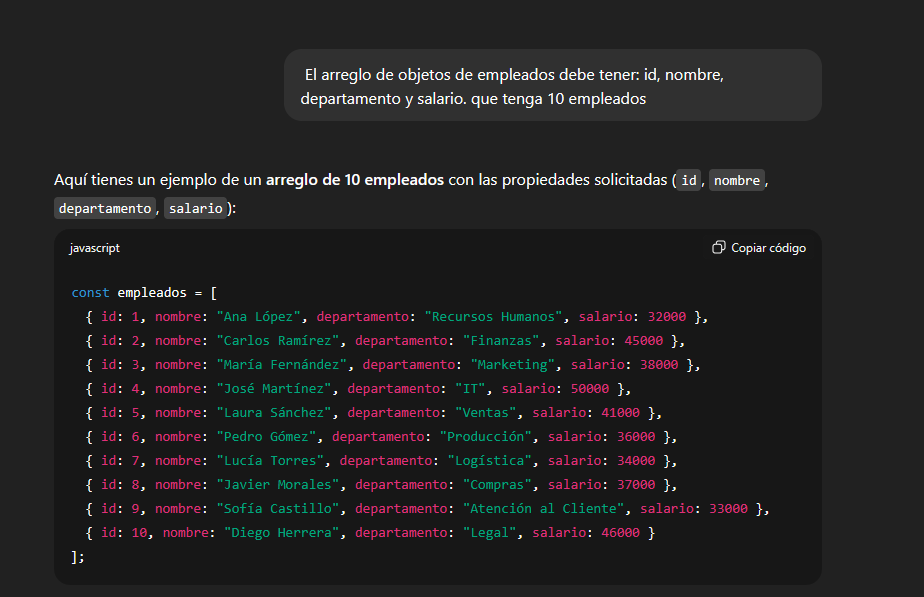 El arreglo de objetos de empleados debe tener: id, nombre,
departamento y salario. que tenga 10 empleados
Aquí tienes un ejemplo de un arreglo de 10 empleados con las propiedades solicitadas (id, nombre,
departamento, salario):
javascript Copiar código
const empleados = [
  { id: 1, nombre: "Ana López", departamento: "Recursos Humanos", salario: 32000 },
  { id: 2, nombre: "Carlos Ramírez", departamento: "Finanzas", salario: 45000 },
  { id: 3, nombre: "María Fernández", departamento: "Marketing", salario: 38000 },
  { id: 4, nombre: "José Martínez", departamento: "IT", salario: 50000 },
  { id: 5, nombre: "Laura Sánchez", departamento: "Ventas", salario: 41000 },
  { id: 6, nombre: "Pedro Gómez", departamento: "Producción", salario: 36000 },
  { id: 7, nombre: "Lucía Torres", departamento: "Logística", salario: 34000 },
  { id: 8, nombre: "Javier Morales", departamento: "Compras", salario: 37000 },
  { id: 9, nombre: "Sofía Castillo", departamento: "Atención al Cliente", salario: 33000 },
  { id: 10, nombre: "Diego Herrera", departamento: "Legal", salario: 46000 }
];